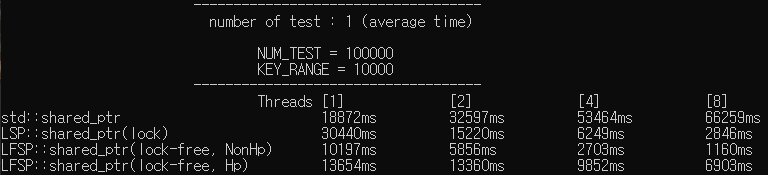 ------------------------------------
number of test : 1 (average time)
NUM_TEST = 100000
KEY_RANGE = 10000
------------------------------------
Threads [1] [2] [4] [8]
std::shared_ptr 18872ms 32597ms 53464ms 66259ms
LSP::shared_ptr(lock) 30440ms 15220ms 6249ms 2846ms
LFSP::shared_ptr(lock-free, NonHp) 10197ms 5856ms 2703ms 1160ms
LFSP::shared_ptr(lock-free, Hp) 13654ms 13360ms 9852ms 6903ms